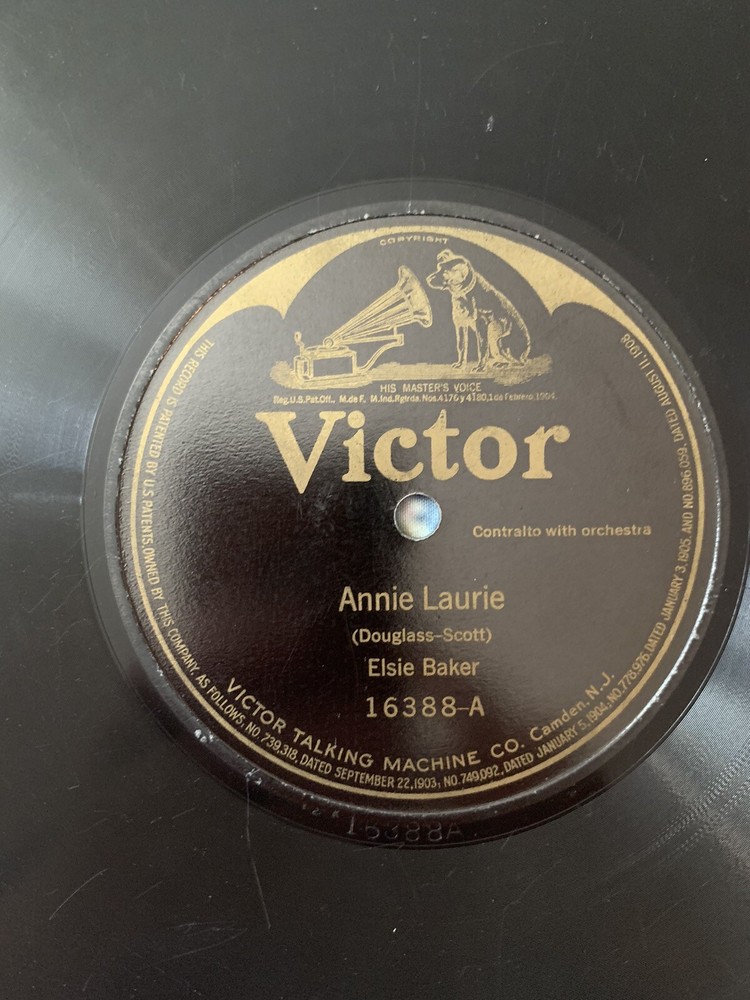 COPYRIGHT
HIS MASTER'S VOICE
Reg.U.S.Pat.Off. M.de F. M.Ind.Rgtrda.Nos.4176 y 4180,1 de Febrero,1904.
Victor
Contralto with orchestra
Annie Laurie
(Douglass-Scott)
Elsie Baker
16388-A
VICTOR TALKING MACHINE CO. Camden, N.J.
THIS RECORD IS PATENTED BY U.S. PATENTS, OWNED BY THIS COMPANY, AS FOLLOWS, NO. 739,318, DATED SEPTEMBER 22, 1903; NO. 749,092, DATED JANUARY 5, 1904, NO. 778,976, DATED JANUARY 3, 1905, AND NO. 896,059, DATED AUGUST 11, 1908
16388A